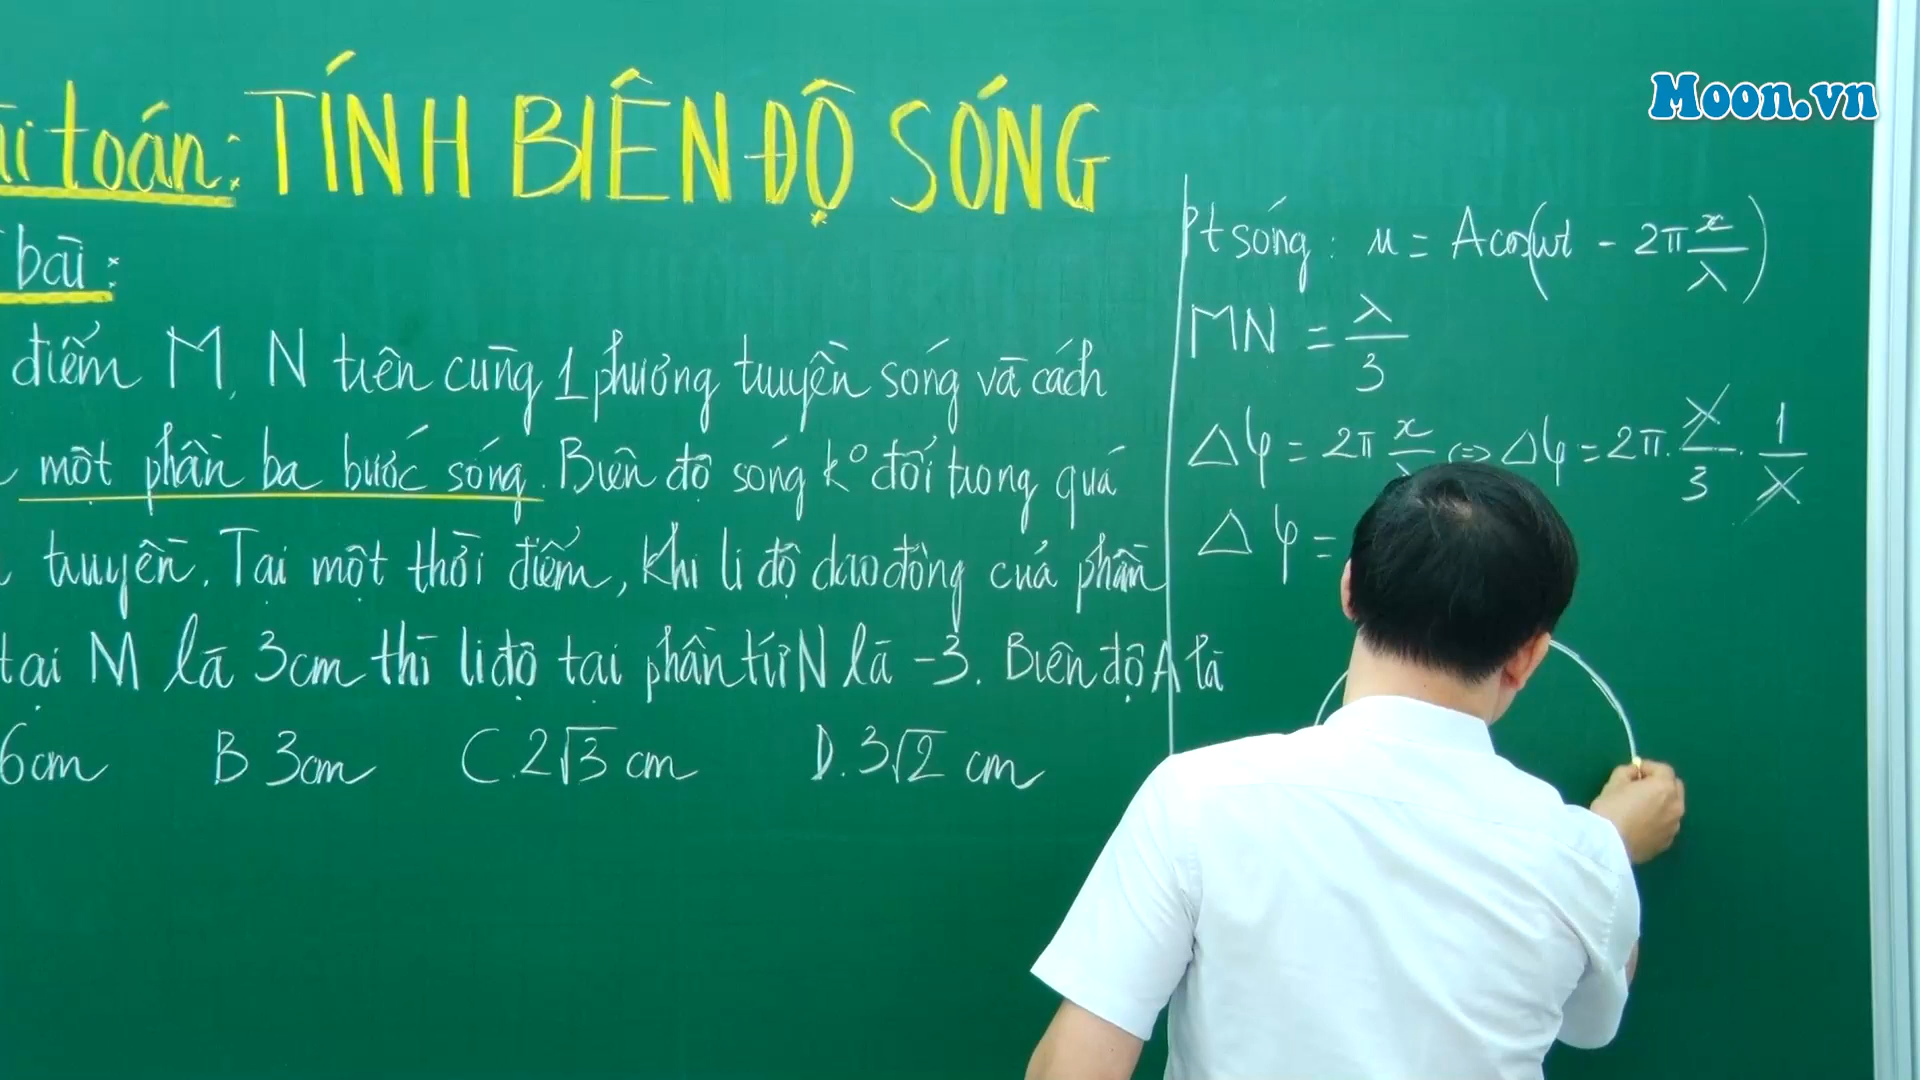 Moon.vn
toán: TÍNH BIÊN ĐỘ SÓNG
bài:
điểm M, N trên cùng 1 phương truyền sóng và cách
một phần ba bước sóng. Biên độ sóng k° đổi trong quá
truyền. Tại một thời điểm, khi li độ dao động của phần
tại M là 3cm thì li độ tại phần tử N là -3. Biên độ A là
6cm B 3cm C. 2√3 cm D. 3√2 cm
Pt sóng: u = Acos(ωt - 2π x/λ)
MN = λ/3
Δφ = 2π x/ ⇔ Δφ = 2π. λ/3 . 1/λ
Δφ =